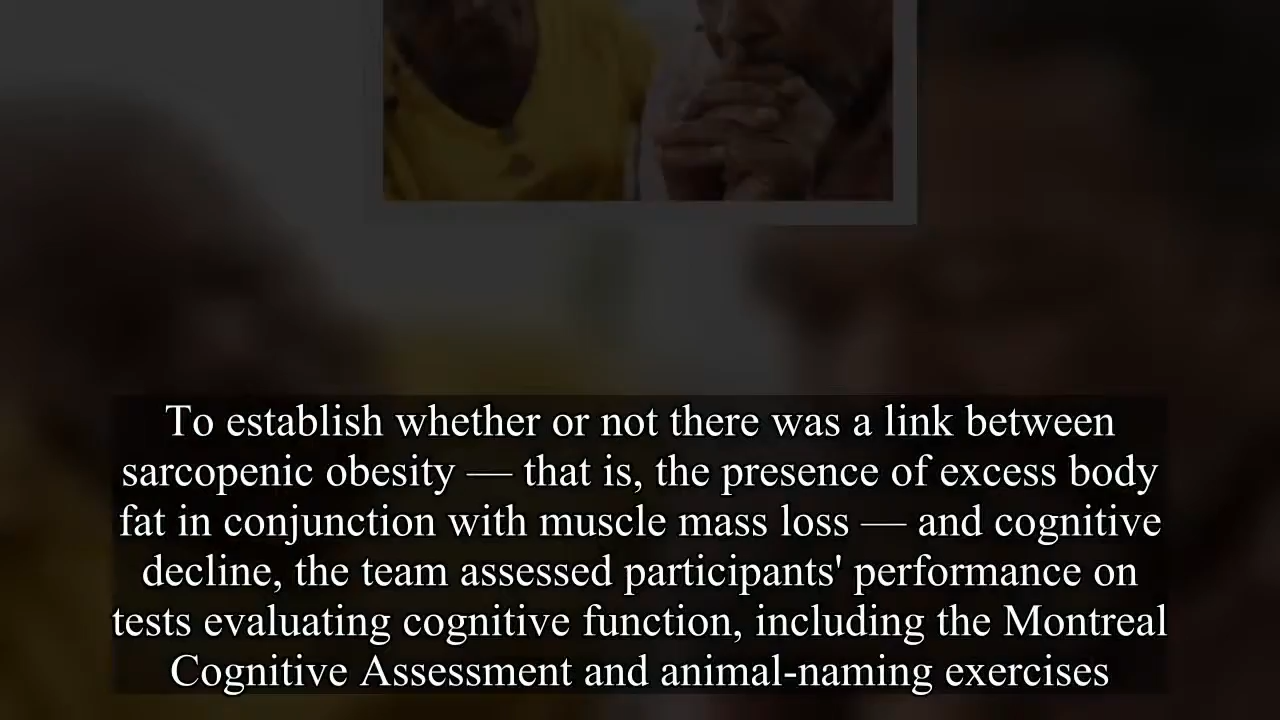 To establish whether or not there was a link between
sarcopenic obesity — that is, the presence of excess body
fat in conjunction with muscle mass loss — and cognitive
decline, the team assessed participants' performance on
tests evaluating cognitive function, including the Montreal
Cognitive Assessment and animal-naming exercises